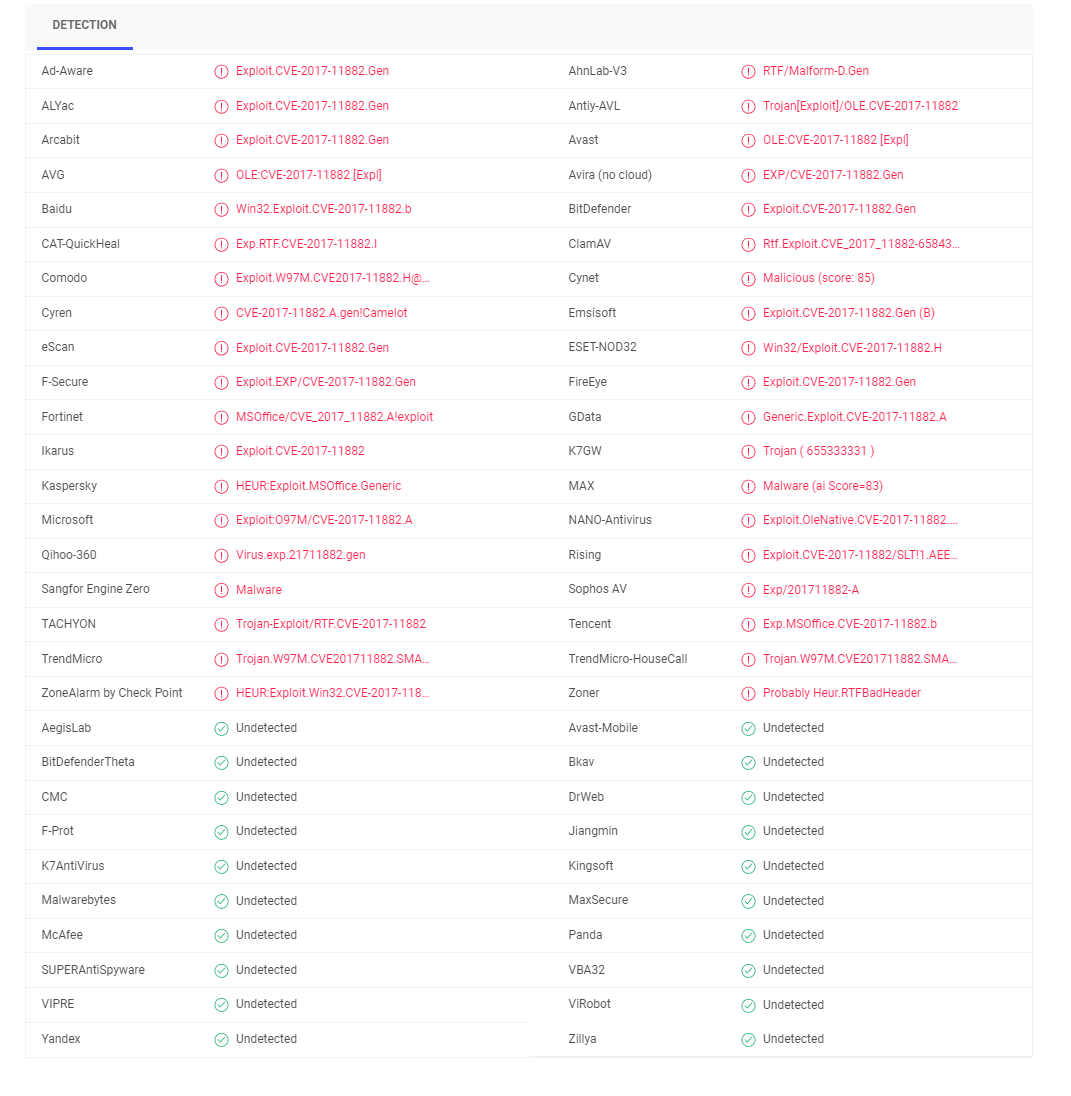 DETECTION
Ad-Aware Exploit.CVE-2017-11882.Gen AhnLab-V3 RTF/Malform-D.Gen
ALYac Exploit.CVE-2017-11882.Gen Antiy-AVL Trojan[Exploit]/OLE.CVE-2017-11882
Arcabit Exploit.CVE-2017-11882.Gen Avast OLE:CVE-2017-11882 [Expl]
AVG OLE:CVE-2017-11882 [Expl] Avira (no cloud) EXP/CVE-2017-11882.Gen
Baidu Win32.Exploit.CVE-2017-11882.b BitDefender Exploit.CVE-2017-11882.Gen
CAT-QuickHeal Exp.RTF.CVE-2017-11882.I ClamAV Rtf.Exploit.CVE_2017_11882-65843...
Comodo Exploit.W97M.CVE2017-11882.H@... Cynet Malicious (score: 85)
Cyren CVE-2017-11882.A.gen!Camelot Emsisoft Exploit.CVE-2017-11882.Gen (B)
eScan Exploit.CVE-2017-11882.Gen ESET-NOD32 Win32/Exploit.CVE-2017-11882.H
F-Secure Exploit.EXP/CVE-2017-11882.Gen FireEye Exploit.CVE-2017-11882.Gen
Fortinet MSOffice/CVE_2017_11882.A!exploit GData Generic.Exploit.CVE-2017-11882.A
Ikarus Exploit.CVE-2017-11882 K7GW Trojan ( 655333331 )
Kaspersky HEUR:Exploit.MSOffice.Generic MAX Malware (ai Score=83)
Microsoft Exploit:O97M/CVE-2017-11882.A NANO-Antivirus Exploit.OleNative.CVE-2017-11882....
Qihoo-360 Virus.exp.21711882.gen Rising Exploit.CVE-2017-11882/SLT!1.AEE...
Sangfor Engine Zero Malware Sophos AV Exp/201711882-A
TACHYON Trojan-Exploit/RTF.CVE-2017-11882 Tencent Exp.MSOffice.CVE-2017-11882.b
TrendMicro Trojan.W97M.CVE201711882.SMA... TrendMicro-HouseCall Trojan.W97M.CVE201711882.SMA...
ZoneAlarm by Check Point HEUR:Exploit.Win32.CVE-2017-118... Zoner Probably Heur.RTFBadHeader
AegisLab Undetected Avast-Mobile Undetected
BitDefenderTheta Undetected Bkav Undetected
CMC Undetected DrWeb Undetected
F-Prot Undetected Jiangmin Undetected
K7AntiVirus Undetected Kingsoft Undetected
Malwarebytes Undetected MaxSecure Undetected
McAfee Undetected Panda Undetected
SUPERAntiSpyware Undetected VBA32 Undetected
VIPRE Undetected ViRobot Undetected
Yandex Undetected Zillya Undetected